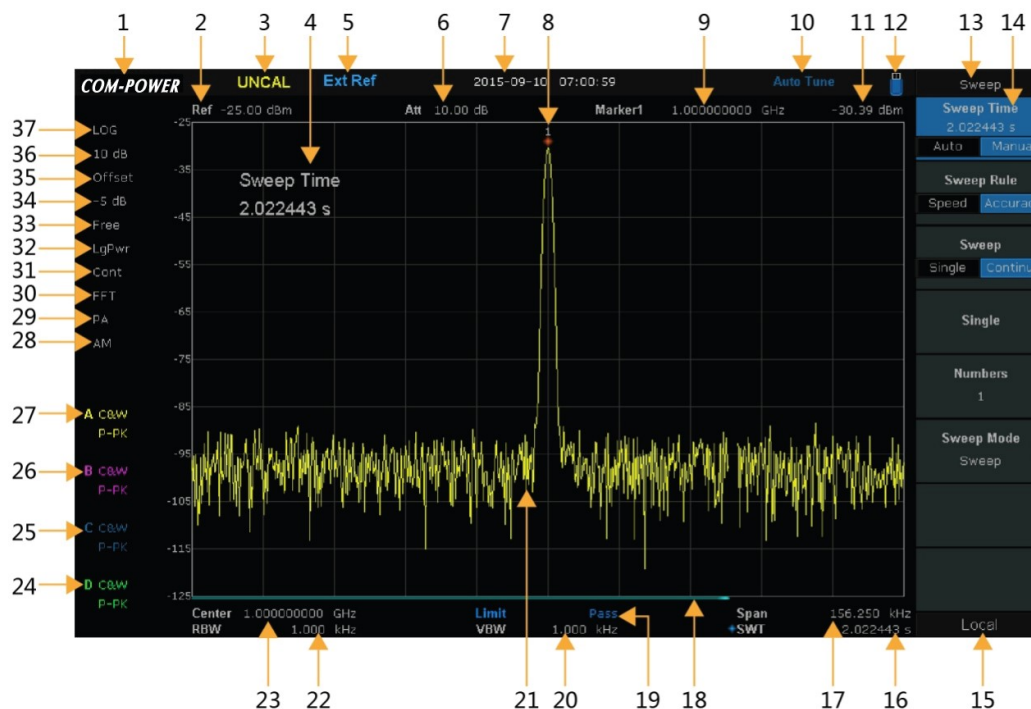 1 2 3 4 5 6 7 8 9 10 11 12 13 14
COM-POWER UNCAL Ext Ref 2015-09-10 07:00:59 Auto Tune Sweep
Ref -25.00 dBm Att 10.00 dB Marker1 1.000000000 GHz -30.39 dBm
Sweep Time
2.022443 s
Auto Manua
Sweep Rule
Speed Accurac
Sweep
Single Continu
Single
Numbers
1
Sweep Mode
Sweep
Local
37 LOG
36 10 dB
35 Offset
34 -5 dB
33 Free
32 LgPwr
31 Cont
30 FFT
29 PA
28 AM
27 A C&W
P-PK
26 B C&W
P-PK
25 C C&W
P-PK
24 D C&W
P-PK
-25
-35
-45
-55
-65
-75
-85
-95
-105
-115
-125
1
Sweep Time
2.022443 s
Center 1.000000000 GHz Limit Pass Span 156.250 kHz
RBW 1.000 kHz VBW 1.000 kHz SWT 2.022443 s
23 22 21 20 19 18 17 16 15